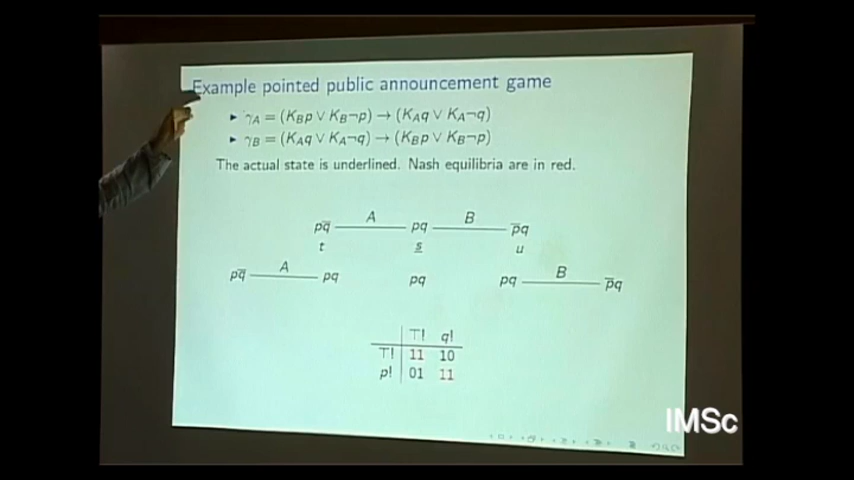 Example pointed public announcement game
▸ γA = (KBp ∨ KB¬p) → (KAq ∨ KA¬q)
▸ γB = (KAq ∨ KA¬q) → (KBp ∨ KB¬p)
The actual state is underlined. Nash equilibria are in red.
A B
pq̅ pq p̅q
t s u
A B
pq̅ pq pq pq p̅q
⊤! q!
⊤! 11 10
p! 01 11
IMSc